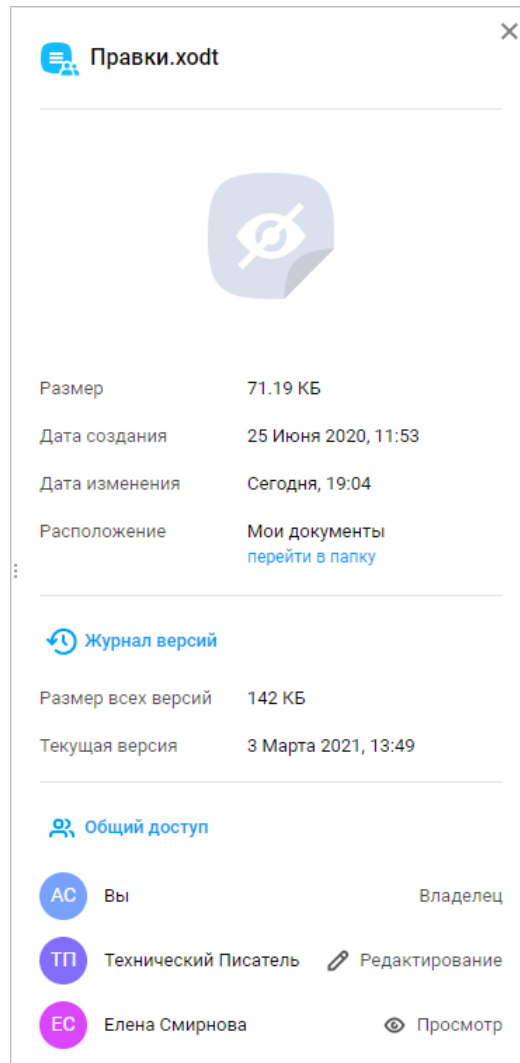 Правки.xodt
Размер 71.19 КБ
Дата создания 25 Июня 2020, 11:53
Дата изменения Сегодня, 19:04
Расположение Мои документы
перейти в папку
Журнал версий
Размер всех версий 142 КБ
Текущая версия 3 Марта 2021, 13:49
Общий доступ
АС Вы Владелец
ТП Технический Писатель Редактирование
ЕС Елена Смирнова Просмотр